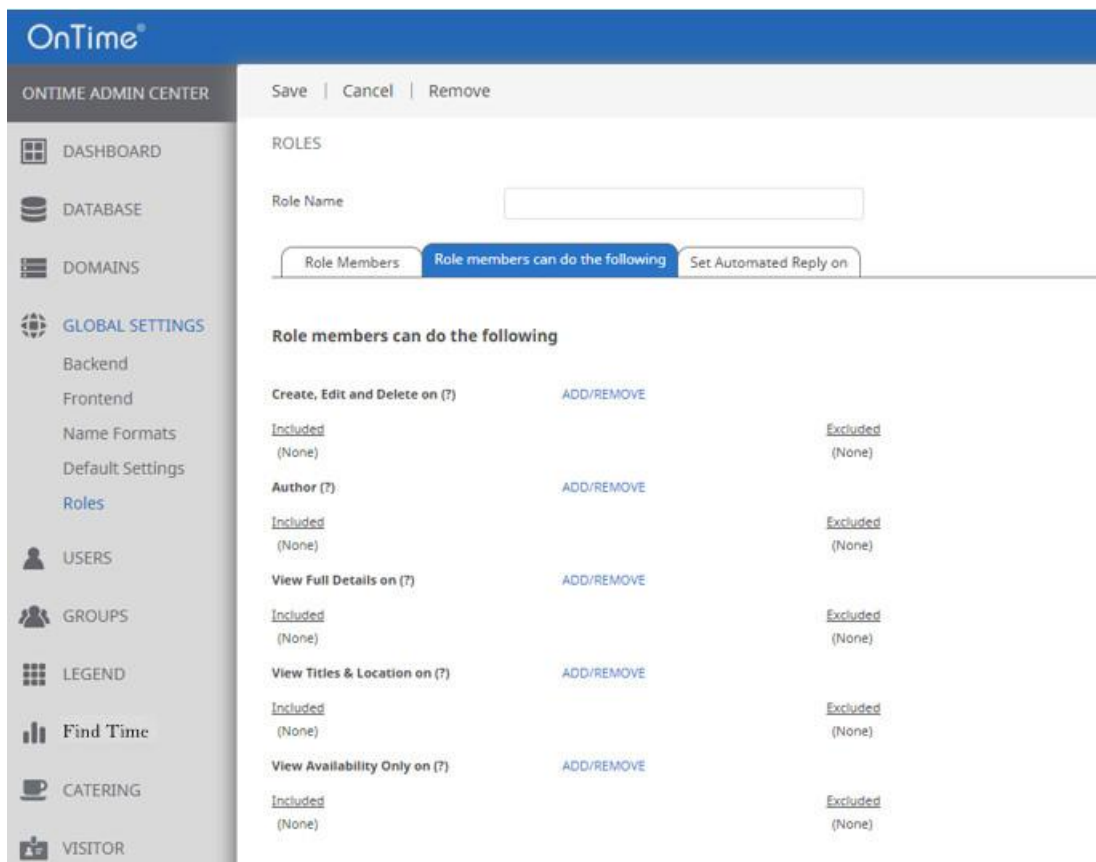 OnTime®
ONTIME ADMIN CENTER
DASHBOARD
DATABASE
DOMAINS
GLOBAL SETTINGS
Backend
Frontend
Name Formats
Default Settings
Roles
USERS
GROUPS
LEGEND
Find Time
CATERING
VISITOR
Save | Cancel | Remove
ROLES
Role Name
Role Members Role members can do the following Set Automated Reply on
Role members can do the following
Create, Edit and Delete on (?) ADD/REMOVE
Included Excluded
(None) (None)
Author (?) ADD/REMOVE
Included Excluded
(None) (None)
View Full Details on (?) ADD/REMOVE
Included Excluded
(None) (None)
View Titles & Location on (?) ADD/REMOVE
Included Excluded
(None) (None)
View Availability Only on (?) ADD/REMOVE
Included Excluded
(None) (None)